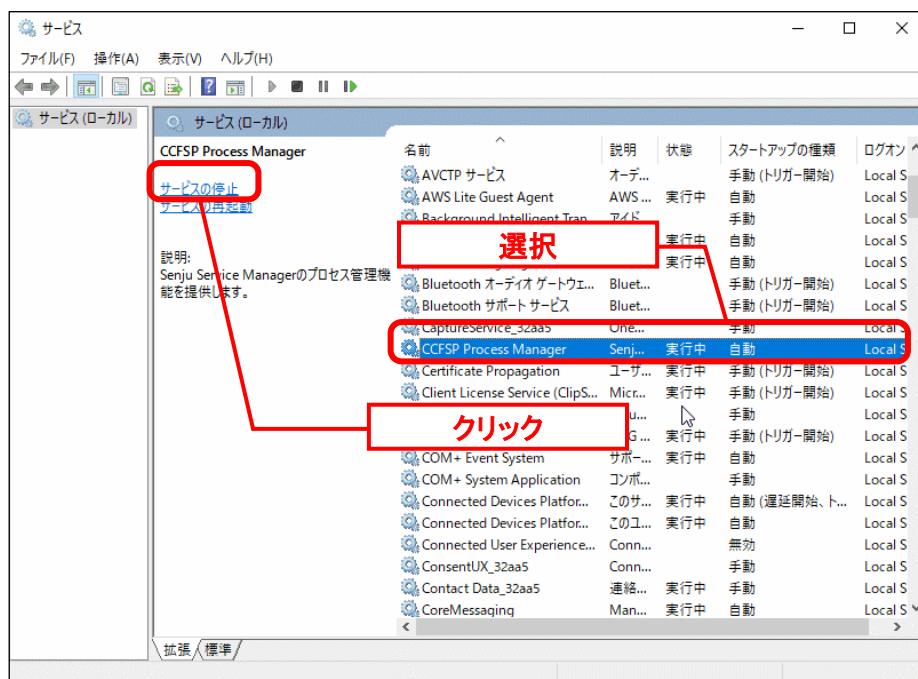 サービス
ファイル(F) 操作(A) 表示(V) ヘルプ(H)
サービス (ローカル)
サービス (ローカル)
CCFSP Process Manager
サービスの停止
サービスの再起動
説明:
Senju Service Managerのプロセス管理機
能を提供します。
名前 説明 状態 スタートアップの種類 ログオン
AVCTP サービス オーデ... 手動 (トリガー開始) Local S
AWS Lite Guest Agent AWS ... 実行中 自動 Local S
Background Intelligent Tran アイド 手動 Local S
実行中 自動 Local S
実行中 自動 Local S
選択
Bluetooth オーディオ ゲートウェ... Bluet... 手動 (トリガー開始) Local S
Bluetooth サポート サービス Bluet... 手動 (トリガー開始) Local S
CaptureService_32aa5 One... 手動 Local S
CCFSP Process Manager Senj... 実行中 自動 Local S
Certificate Propagation ユーザ... 実行中 手動 (トリガー開始) Local S
Client License Service (ClipS... Micr... 実行中 手動 (トリガー開始) Local S
クリック
u... 手動 Local S
G ... 実行中 手動 (トリガー開始) Local S
COM+ Event System サポー... 実行中 自動 Local S
COM+ System Application コンポ... 手動 Local S
Connected Devices Platfor... このサ... 実行中 自動 (遅延開始、ト... Local S
Connected Devices Platfor... このユ... 実行中 自動 Local S
Connected User Experience... Conn... 無効 Local S
ConsentUX_32aa5 Conn... 手動 Local S
Contact Data_32aa5 連絡... 実行中 手動 Local S
CoreMessaging Man... 実行中 自動 Local S
拡張 標準